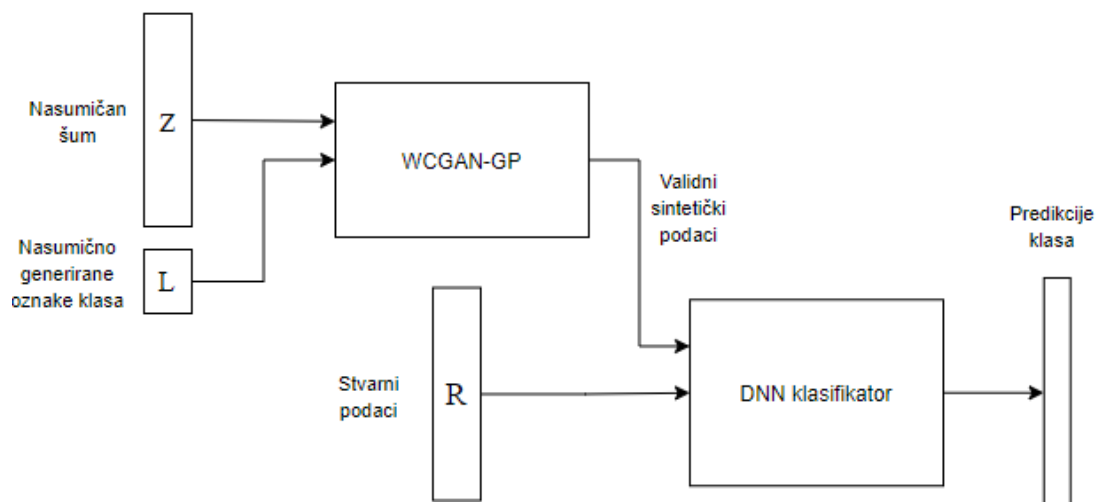 Nasumičan
šum
Z
WCGAN-GP
Nasumično
generirane
oznake klasa
L
Validni
sintetički
podaci
Predikcije
klasa
Stvarni
podaci
R
DNN klasifikator